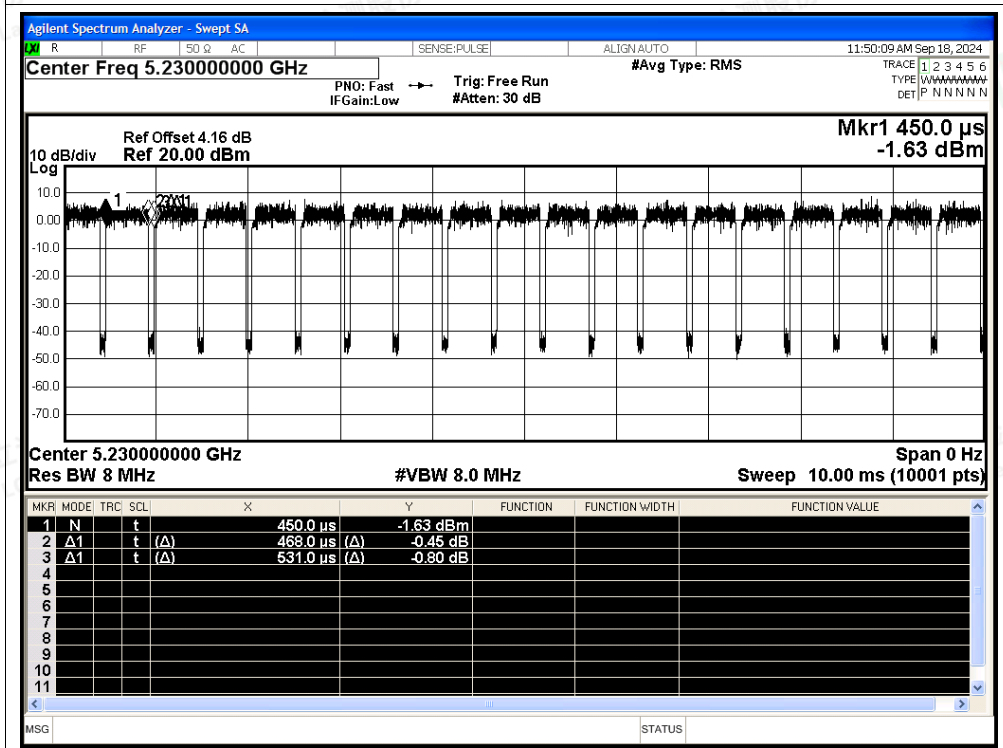 Agilent Spectrum Analyzer - Swept SA
LXI R RF 50 Ω AC SENSE:PULSE ALIGN AUTO 11:50:09 AM Sep 18, 2024
Center Freq 5.230000000 GHz #Avg Type: RMS TRACE 1 2 3 4 5 6
PNO: Fast Trig: Free Run TYPE
IFGain:Low #Atten: 30 dB DET P N N N N N
Mkr1 450.0 µs
Ref Offset 4.16 dB
10 dB/div Ref 20.00 dBm -1.63 dBm
Log
10.0
1
0.00
-10.0
-20.0
-30.0
-40.0
-50.0
-60.0
-70.0
Center 5.230000000 GHz Span 0 Hz
Res BW 8 MHz #VBW 8.0 MHz Sweep 10.00 ms (10001 pts)
MKR MODE TRC SCL X Y FUNCTION FUNCTION WIDTH FUNCTION VALUE
1 N t 450.0 µs -1.63 dBm
2 Δ1 t (Δ) 468.0 µs (Δ) -0.45 dB
3 Δ1 t (Δ) 531.0 µs (Δ) -0.80 dB
4
5
6
7
8
9
10
11
MSG STATUS